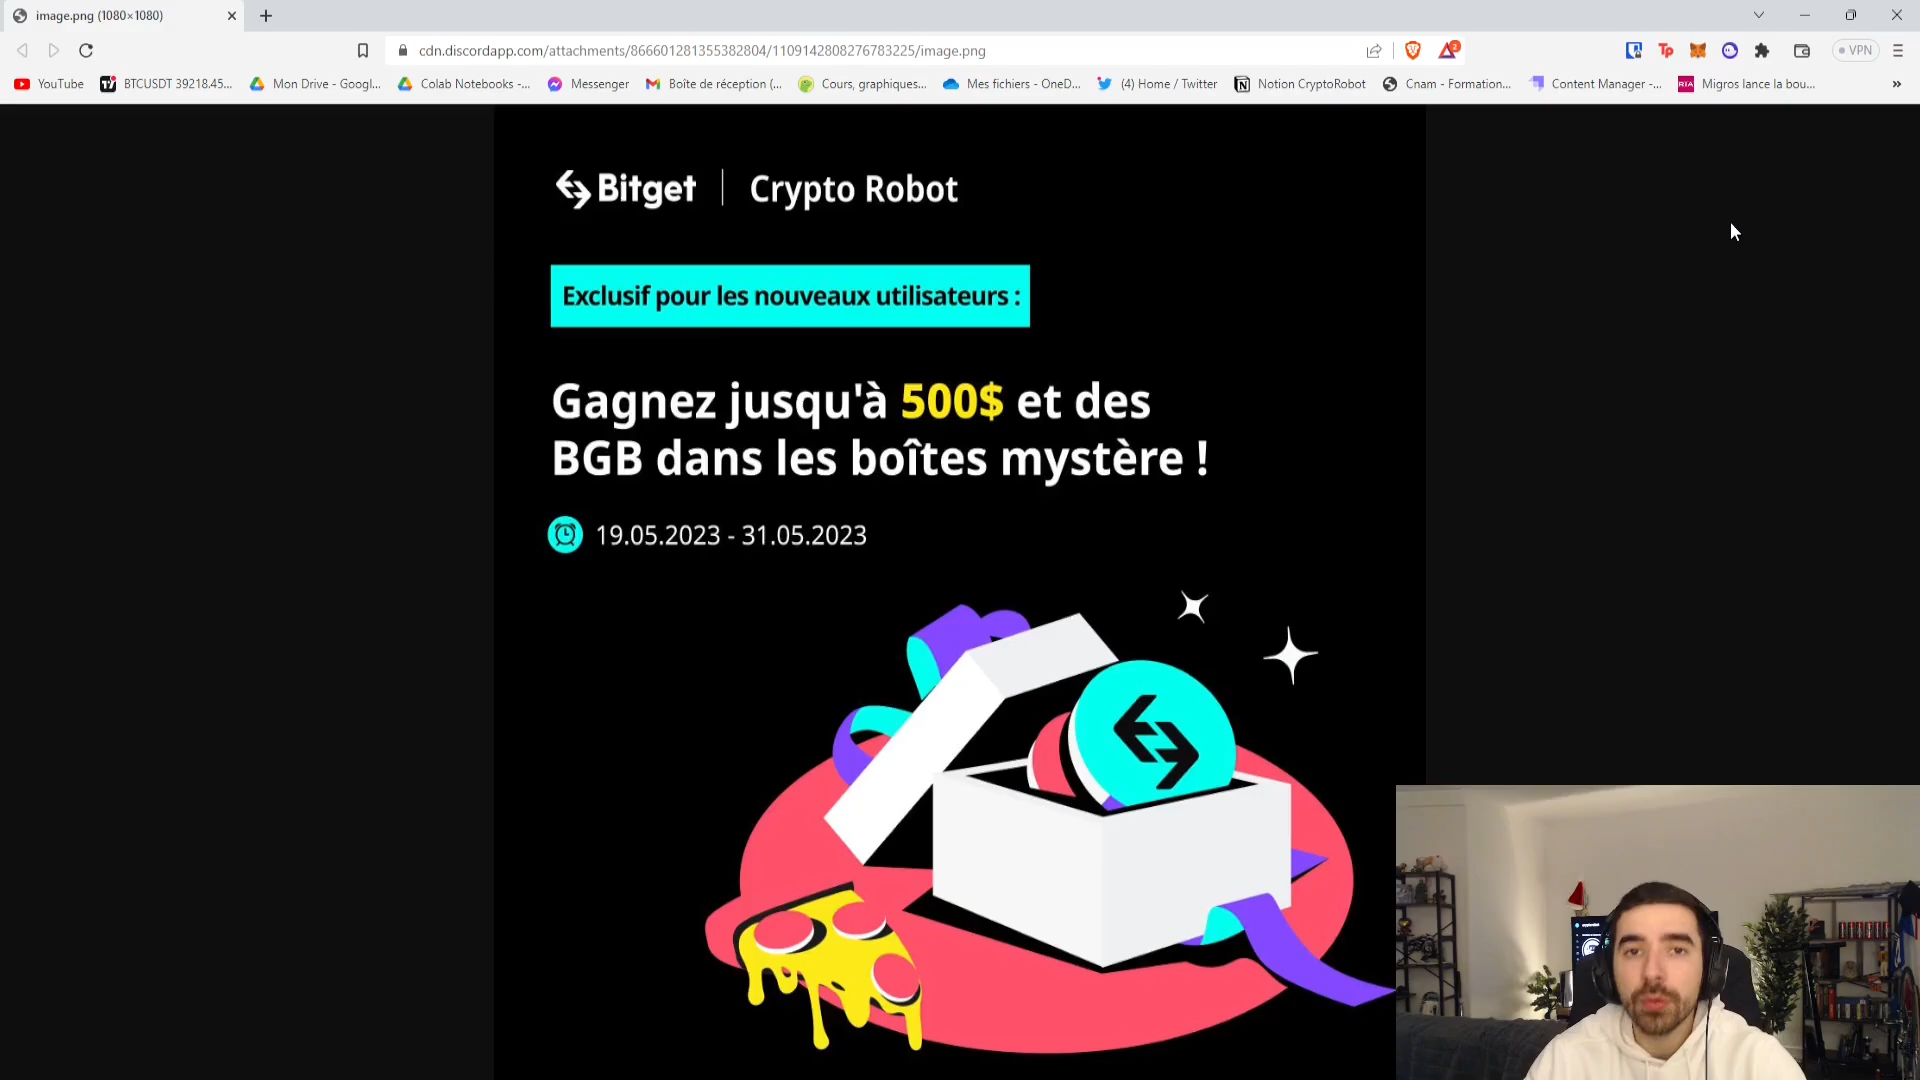 image.png (1080×1080)
cdn.discordapp.com/attachments/866601281355382804/1109142808276783225/image.png
2
VPN
YouTube
BTCUSDT 39218.45...
Mon Drive - Googl...
Colab Notebooks -...
Messenger
Boîte de réception (...
Cours, graphiques...
Mes fichiers - OneD...
(4) Home / Twitter
Notion CryptoRobot
Cnam - Formation...
Content Manager -...
RIA
Migros lance la bou...
Bitget | Crypto Robot
Exclusif pour les nouveaux utilisateurs :
Gagnez jusqu'à 500$ et des
BGB dans les boîtes mystère !
19.05.2023 - 31.05.2023